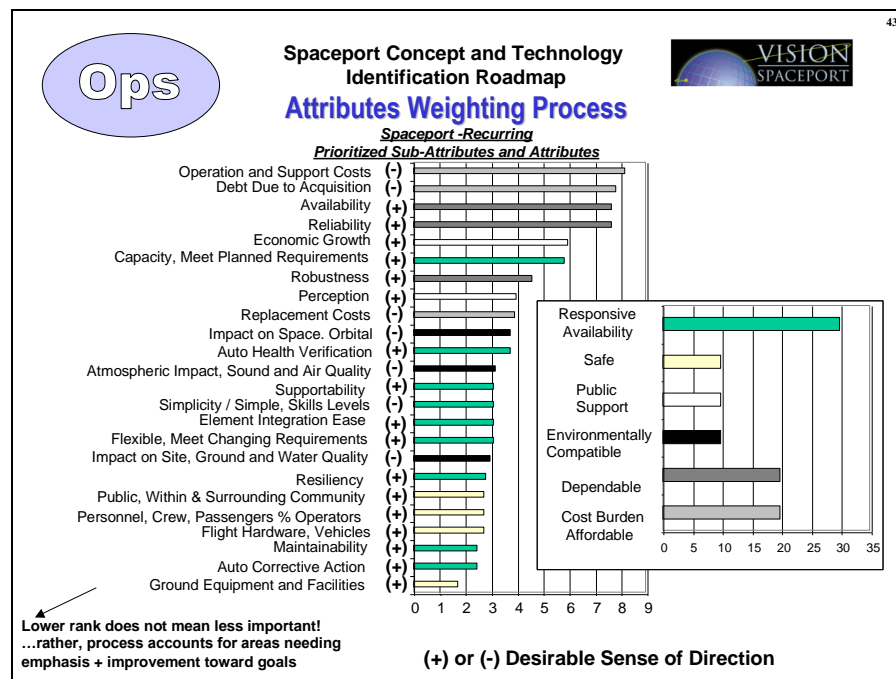 43
Ops
Spaceport Concept and Technology
Identification Roadmap
Attributes Weighting Process
VISION
SPACEPORT
Spaceport -Recurring
Prioritized Sub-Attributes and Attributes
Operation and Support Costs (-)
Debt Due to Acquisition (-)
Availability (+)
Reliability (+)
Economic Growth (+)
Capacity, Meet Planned Requirements (+)
Robustness (+)
Perception (+)
Replacement Costs (-)
Impact on Space. Orbital (-)
Auto Health Verification (+)
Atmospheric Impact, Sound and Air Quality (-)
Supportability (+)
Simplicity / Simple, Skills Levels (-)
Element Integration Ease (+)
Flexible, Meet Changing Requirements (+)
Impact on Site, Ground and Water Quality (-)
Resiliency (+)
Public, Within & Surrounding Community (+)
Personnel, Crew, Passengers % Operators (+)
Flight Hardware, Vehicles (+)
Maintainability (+)
Auto Corrective Action (+)
Ground Equipment and Facilities (+)
0 1 2 3 4 5 6 7 8 9
Responsive
Availability
Safe
Public
Support
Environmentally
Compatible
Dependable
Cost Burden
Affordable
0 5 10 15 20 25 30 35
Lower rank does not mean less important!
…rather, process accounts for areas needing
emphasis + improvement toward goals
(+) or (-) Desirable Sense of Direction